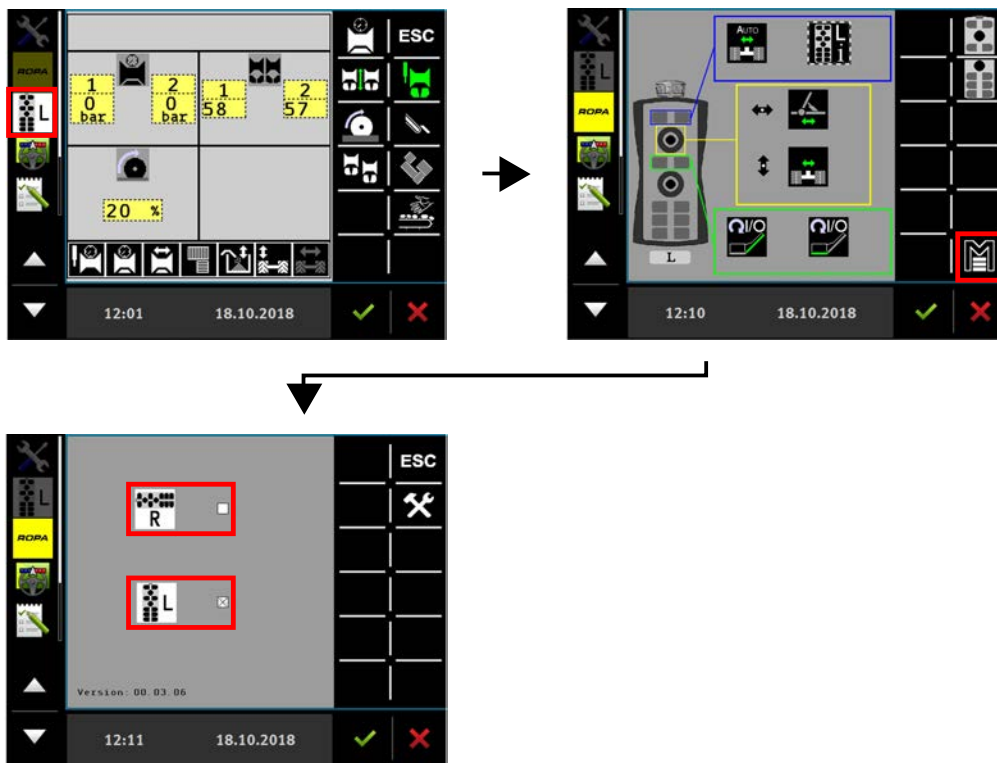 ESC
ROPA
L
1
2
0
bar
0
bar
1
2
58
57
20 %
12:01
18.10.2018
L
ROPA
AUTO
L
i
I/O
I/O
L
12:10
18.10.2018
ESC
L
ROPA
R
L
Version: 00.03.06
12:11
18.10.2018